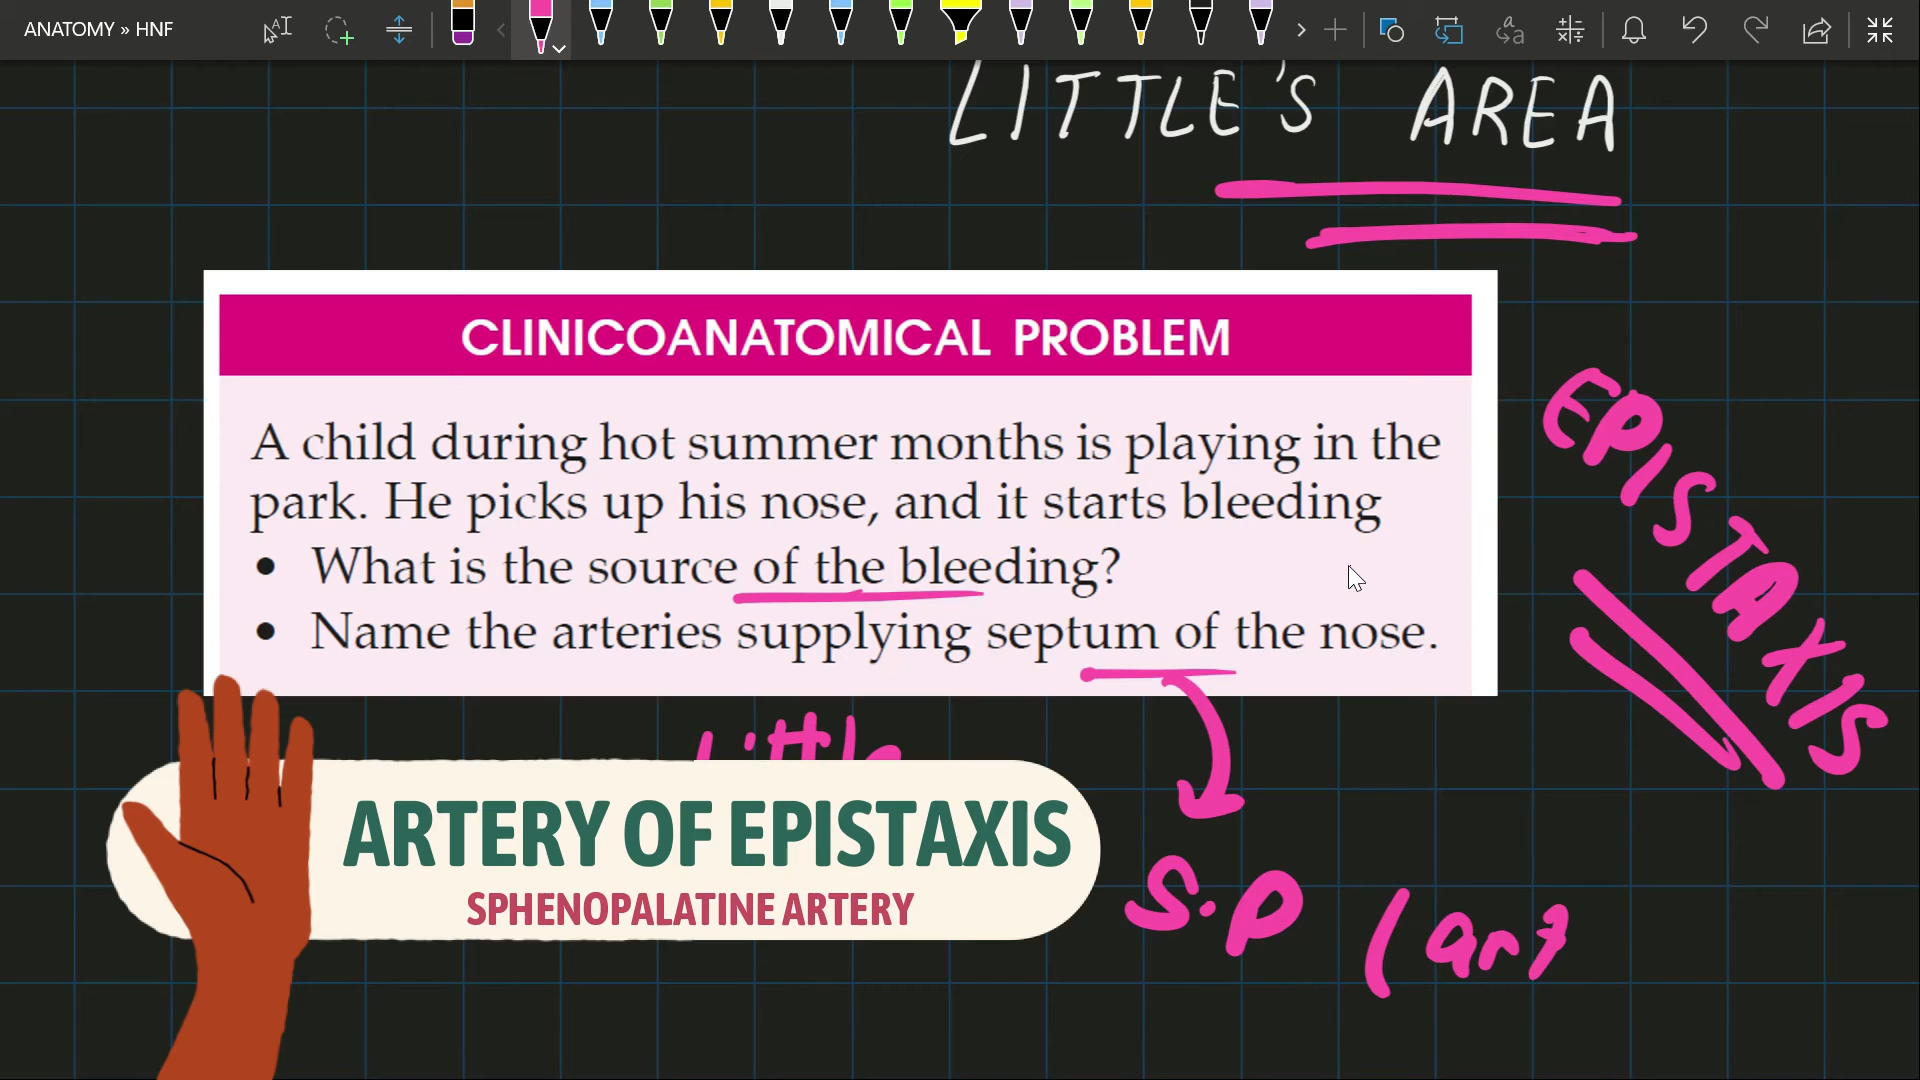 ANATOMY » HNF
LITTLE'S AREA
CLINICOANATOMICAL PROBLEM
A child during hot summer months is playing in the
park. He picks up his nose, and it starts bleeding
• What is the source of the bleeding?
• Name the arteries supplying septum of the nose.
EPISTAXIS
Little
ARTERY OF EPISTAXIS
SPHENOPALATINE ARTERY
S.P (art